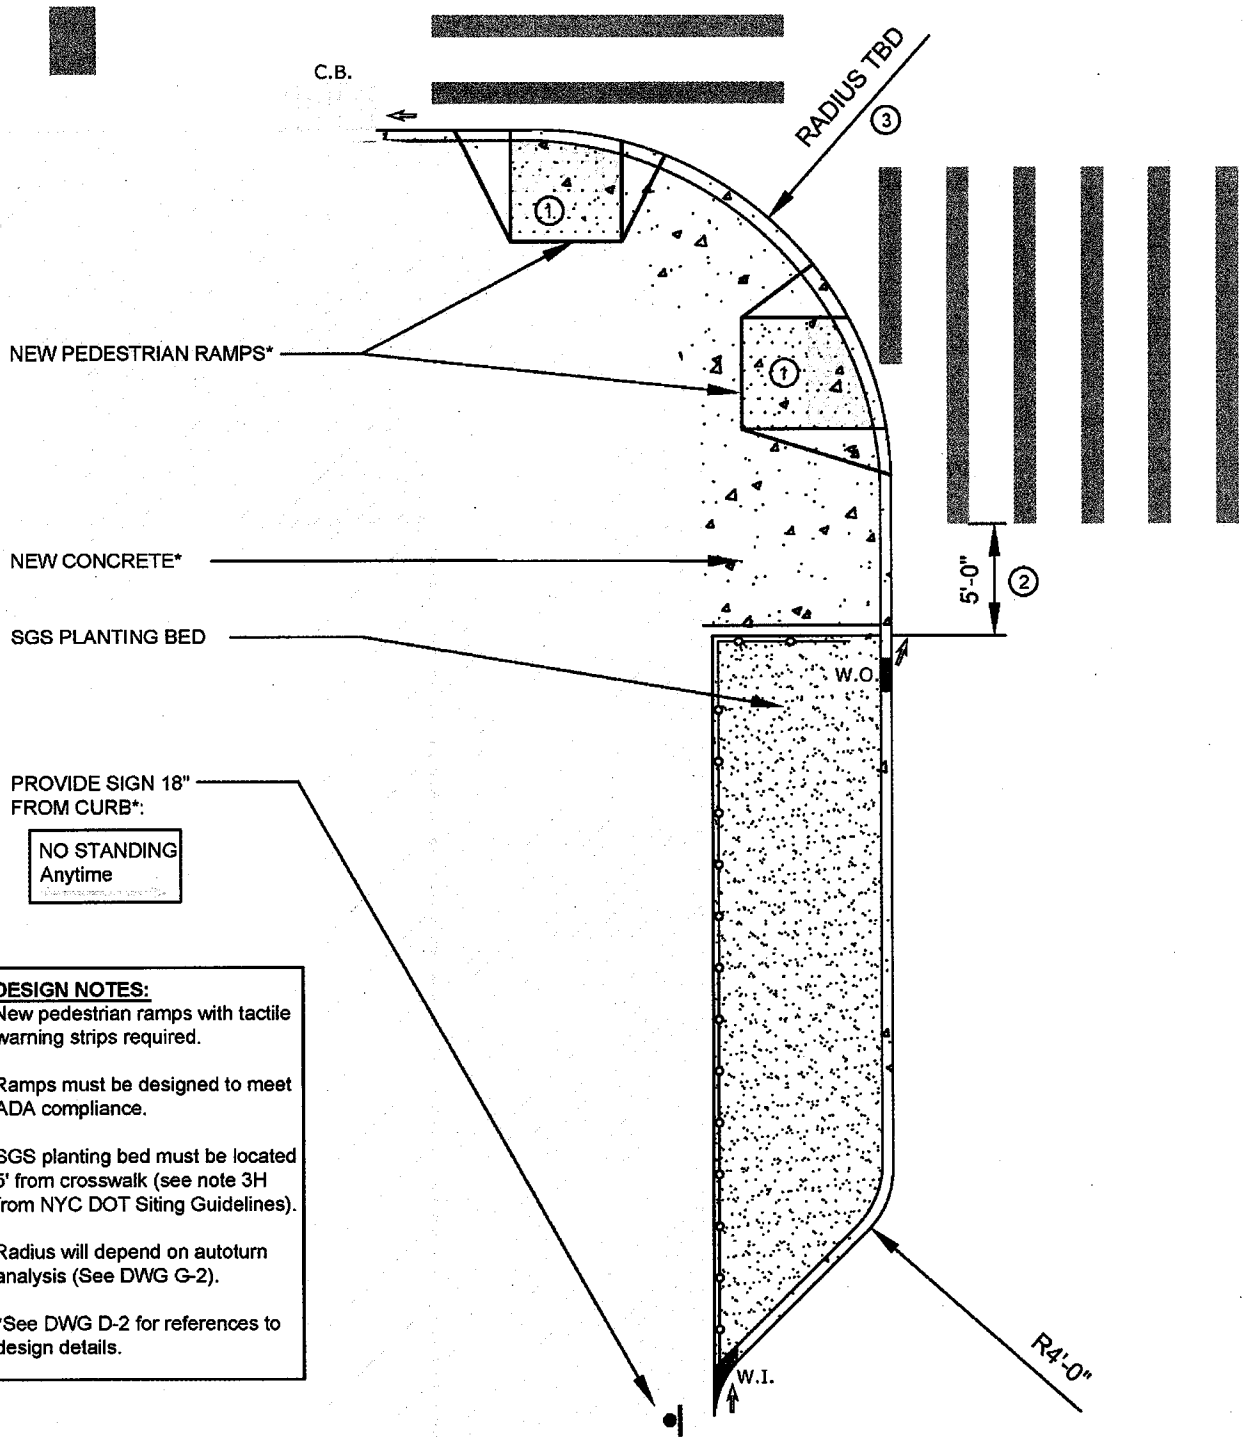 C.B.
RADIUS TBD
3
1
NEW PEDESTRIAN RAMPS*
1
NEW CONCRETE*
5'-0"
2
SGS PLANTING BED
W.O.
PROVIDE SIGN 18"
FROM CURB*:
NO STANDING
Anytime
DESIGN NOTES:
New pedestrian ramps with tactile
warning strips required.
Ramps must be designed to meet
ADA compliance.
SGS planting bed must be located
5' from crosswalk (see note 3H
from NYC DOT Siting Guidelines).
Radius will depend on autoturn
analysis (See DWG G-2).
*See DWG D-2 for references to
design details.
R4'-0"
W.I.